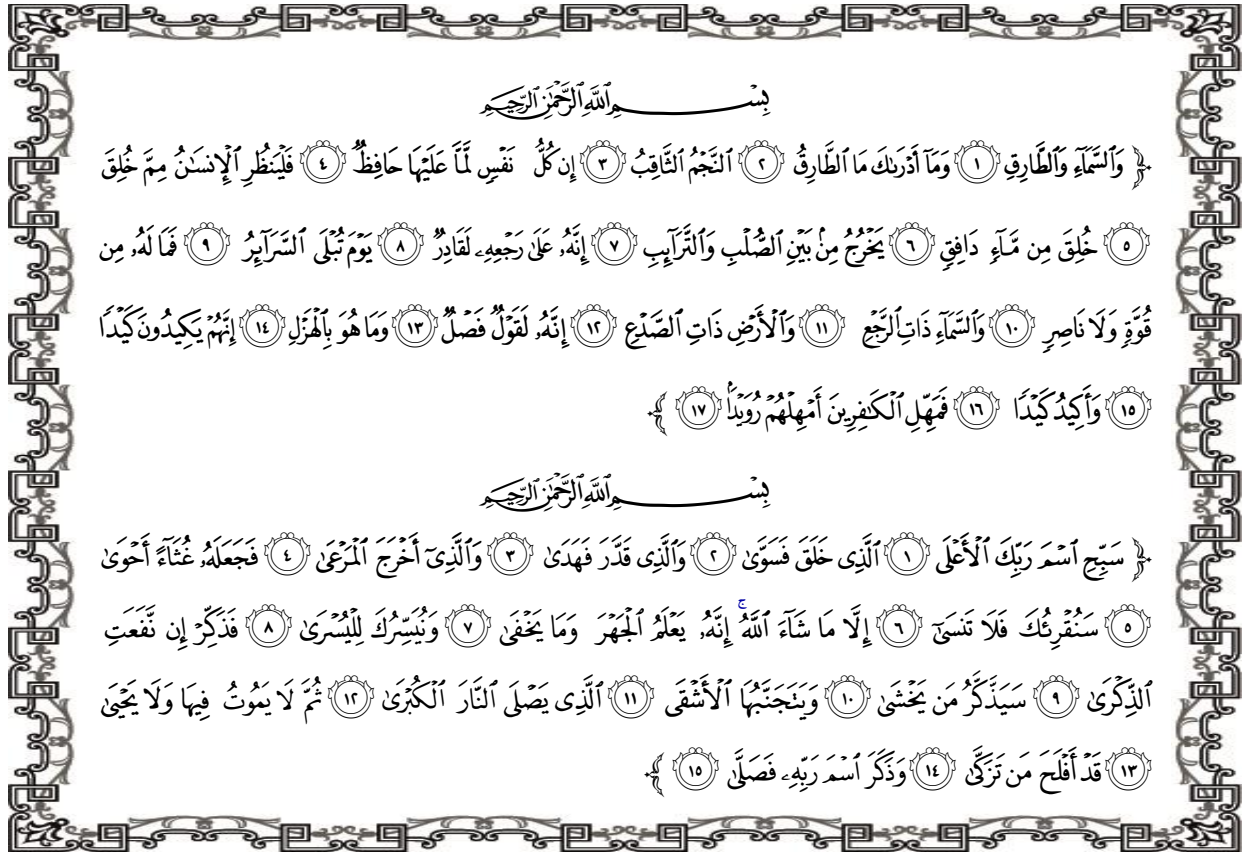 بِسْمِ ٱللَّهِ ٱلرَّحْمَٰنِ ٱلرَّحِيمِ
﴿ وَٱلسَّمَآءِ وَٱلطَّارِقِ ١ وَمَآ أَدْرَىٰكَ مَا ٱلطَّارِقُ ٢ ٱلنَّجْمُ ٱلثَّاقِبُ ٣ إِن كُلُّ نَفْسٍ لَّمَّا عَلَيْهَا حَافِظٌ ٤ فَلْيَنظُرِ ٱلْإِنسَٰنُ مِمَّ خُلِقَ
٥ خُلِقَ مِن مَّآءٍ دَافِقٍ ٦ يَخْرُجُ مِنۢ بَيْنِ ٱلصُّلْبِ وَٱلتَّرَآئِبِ ٧ إِنَّهُۥ عَلَىٰ رَجْعِهِۦ لَقَادِرٌ ٨ يَوْمَ تُبْلَى ٱلسَّرَآئِرُ ٩ فَمَا لَهُۥ مِن
قُوَّةٍ وَلَا نَاصِرٍ ١٠ وَٱلسَّمَآءِ ذَاتِ ٱلرَّجْعِ ١١ وَٱلْأَرْضِ ذَاتِ ٱلصَّدْعِ ١٢ إِنَّهُۥ لَقَوْلٌ فَصْلٌ ١٣ وَمَا هُوَ بِٱلْهَزْلِ ١٤ إِنَّهُمْ يَكِيدُونَ كَيْدًا
١٥ وَأَكِيدُ كَيْدًا ١٦ فَمَهِّلِ ٱلْكَٰفِرِينَ أَمْهِلْهُمْ رُوَيْدًۢا ١٧ ﴾
بِسْمِ ٱللَّهِ ٱلرَّحْمَٰنِ ٱلرَّحِيمِ
﴿ سَبِّحِ ٱسْمَ رَبِّكَ ٱلْأَعْلَى ١ ٱلَّذِى خَلَقَ فَسَوَّىٰ ٢ وَٱلَّذِى قَدَّرَ فَهَدَىٰ ٣ وَٱلَّذِىٓ أَخْرَجَ ٱلْمَرْعَىٰ ٤ فَجَعَلَهُۥ غُثَآءً أَحْوَىٰ
٥ سَنُقْرِئُكَ فَلَا تَنسَىٰٓ ٦ إِلَّا مَا شَآءَ ٱللَّهُ ۚ إِنَّهُۥ يَعْلَمُ ٱلْجَهْرَ وَمَا يَخْفَىٰ ٧ وَنُيَسِّرُكَ لِلْيُسْرَىٰ ٨ فَذَكِّرْ إِن نَّفَعَتِ
ٱلذِّكْرَىٰ ٩ سَيَذَّكَّرُ مَن يَخْشَىٰ ١٠ وَيَتَجَنَّبُهَا ٱلْأَشْقَى ١١ ٱلَّذِى يَصْلَى ٱلنَّارَ ٱلْكُبْرَىٰ ١٢ ثُمَّ لَا يَمُوتُ فِيهَا وَلَا يَحْيَىٰ
١٣ قَدْ أَفْلَحَ مَن تَزَكَّىٰ ١٤ وَذَكَرَ ٱسْمَ رَبِّهِۦ فَصَلَّىٰ ١٥ ﴾